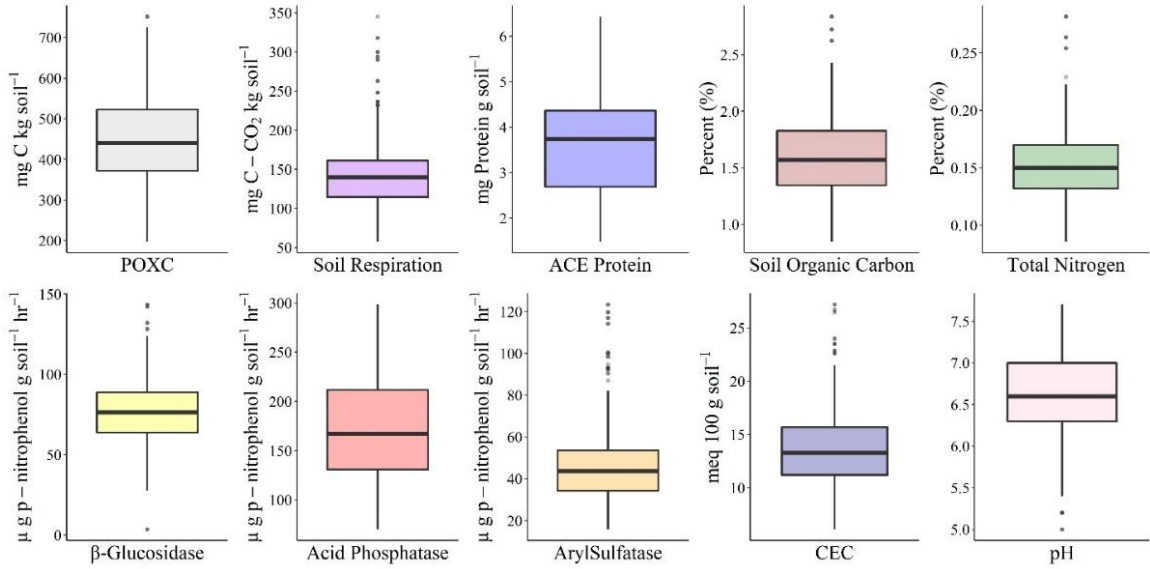 mg C kg soil⁻¹
700
600
500
400
300
200
POXC
mg C − CO₂ kg soil⁻¹
350
300
250
200
150
100
50
Soil Respiration
mg Protein g soil⁻¹
6
5
4
3
2
ACE Protein
Percent (%)
2.5
2.0
1.5
1.0
Soil Organic Carbon
Percent (%)
0.25
0.20
0.15
0.10
Total Nitrogen
μ g p − nitrophenol g soil⁻¹ hr⁻¹
150
100
50
0
β-Glucosidase
μ g p − nitrophenol g soil⁻¹ hr⁻¹
300
250
200
150
100
Acid Phosphatase
μ g p − nitrophenol g soil⁻¹ hr⁻¹
120
100
80
60
40
20
ArylSulfatase
meq 100 g soil⁻¹
25
20
15
10
CEC
7.5
7.0
6.5
6.0
5.5
5.0
pH